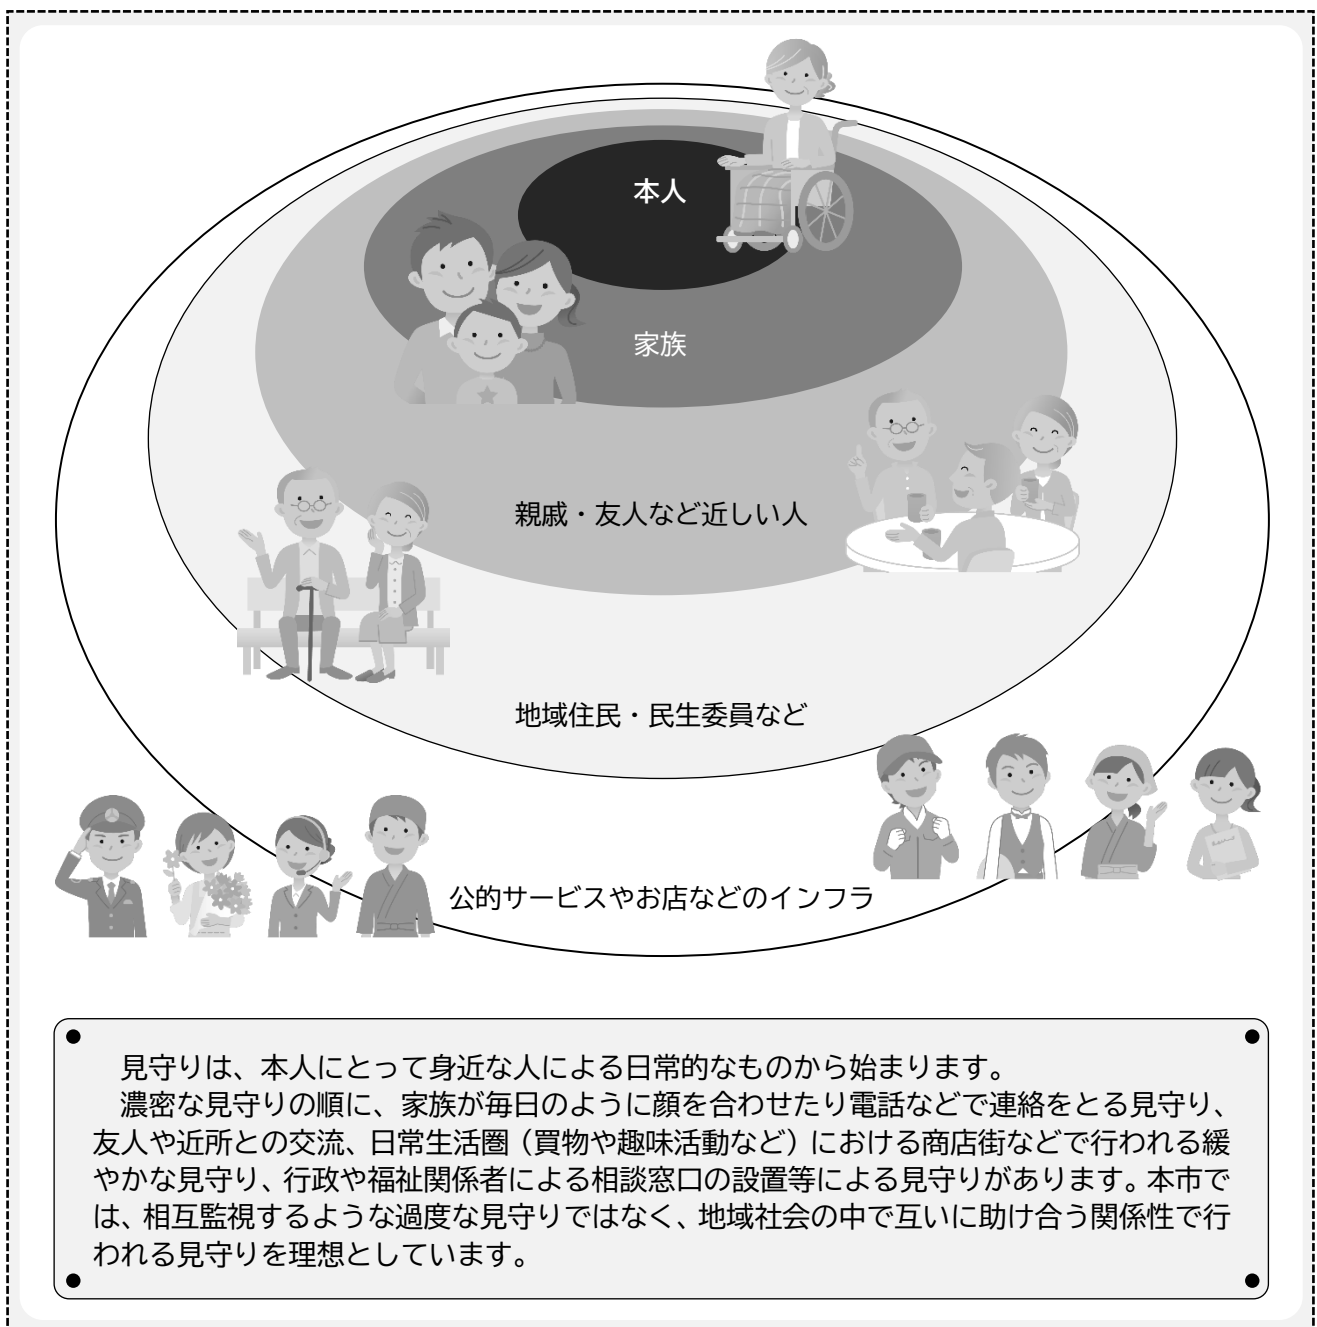 本人
家族
親戚・友人など近しい人
地域住民・民生委員など
公的サービスやお店などのインフラ
見守りは、本人にとって身近な人による日常的なものから始まります。
濃密な見守りの順に、家族が毎日のように顔を合わせたり電話などで連絡をとる見守り、
友人や近所との交流、日常生活圏（買物や趣味活動など）における商店街などで行われる緩
やかな見守り、行政や福祉関係者による相談窓口の設置等による見守りがあります。本市で
は、相互監視するような過度な見守りではなく、地域社会の中で互いに助け合う関係性で行
われる見守りを理想としています。